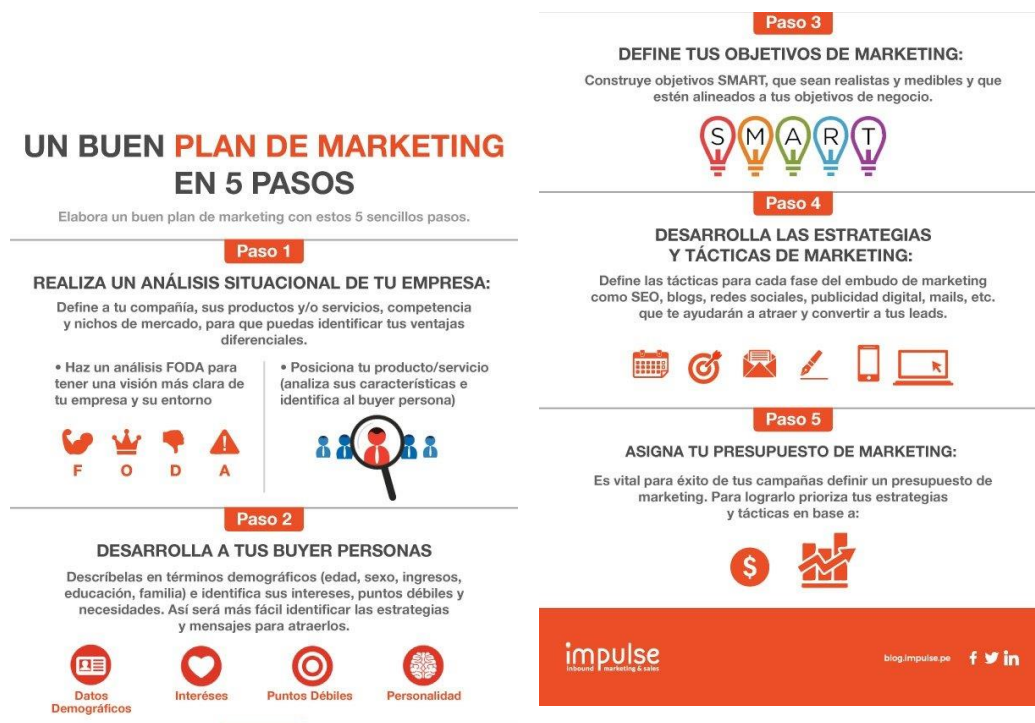 UN BUEN PLAN DE MARKETING
EN 5 PASOS
Elabora un buen plan de marketing con estos 5 sencillos pasos.
Paso 1
REALIZA UN ANÁLISIS SITUACIONAL DE TU EMPRESA:
Define a tu compañía, sus productos y/o servicios, competencia
y nichos de mercado, para que puedas identificar tus ventajas
diferenciales.
• Haz un análisis FODA para
tener una visión más clara de
tu empresa y su entorno
F O D A
• Posiciona tu producto/servicio
(analiza sus características e
identifica al buyer persona)
Paso 2
DESARROLLA A TUS BUYER PERSONAS
Descríbelas en términos demográficos (edad, sexo, ingresos,
educación, familia) e identifica sus intereses, puntos débiles y
necesidades. Así será más fácil identificar las estrategias
y mensajes para atraerlos.
Datos
Demográficos
Interéses
Puntos Débiles
Personalidad
Paso 3
DEFINE TUS OBJETIVOS DE MARKETING:
Construye objetivos SMART, que sean realistas y medibles y que
estén alineados a tus objetivos de negocio.
S M A R T
Paso 4
DESARROLLA LAS ESTRATEGIAS
Y TÁCTICAS DE MARKETING:
Define las tácticas para cada fase del embudo de marketing
como SEO, blogs, redes sociales, publicidad digital, mails, etc.
que te ayudarán a atraer y convertir a tus leads.
Paso 5
ASIGNA TU PRESUPUESTO DE MARKETING:
Es vital para éxito de tus campañas definir un presupuesto de
marketing. Para lograrlo prioriza tus estrategias
y tácticas en base a:
$
impulse
inbound marketing & sales
blog.impulse.pe f in